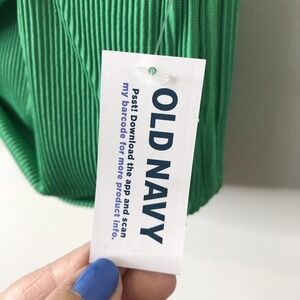 OLD NAVY
Psst! Download the app and scan
my barcode for more product info.